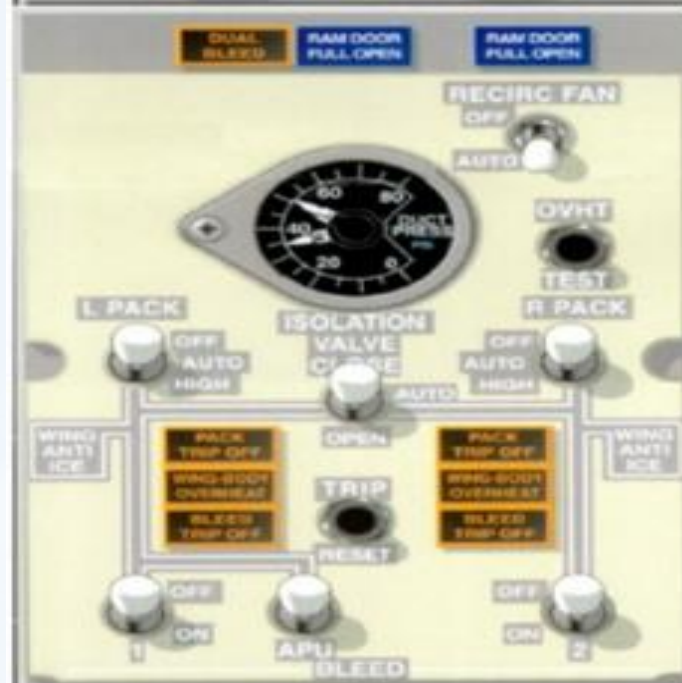 DUAL
BLEED
RAM DOOR
FULL OPEN
RAM DOOR
FULL OPEN
RECIRC FAN
OFF
AUTO
60
80
40
20
0
DUCT
PRESS
PSI
OVHT
TEST
L PACK
OFF
AUTO
HIGH
ISOLATION
VALVE
CLOSE
AUTO
OPEN
R PACK
OFF
AUTO
HIGH
WING
ANTI
ICE
PACK
TRIP OFF
WING-BODY
OVERHEAT
BLEED
TRIP OFF
TRIP
RESET
PACK
TRIP OFF
WING-BODY
OVERHEAT
BLEED
TRIP OFF
WING
ANTI
ICE
OFF
ON
1
APU
BLEED
OFF
ON
2